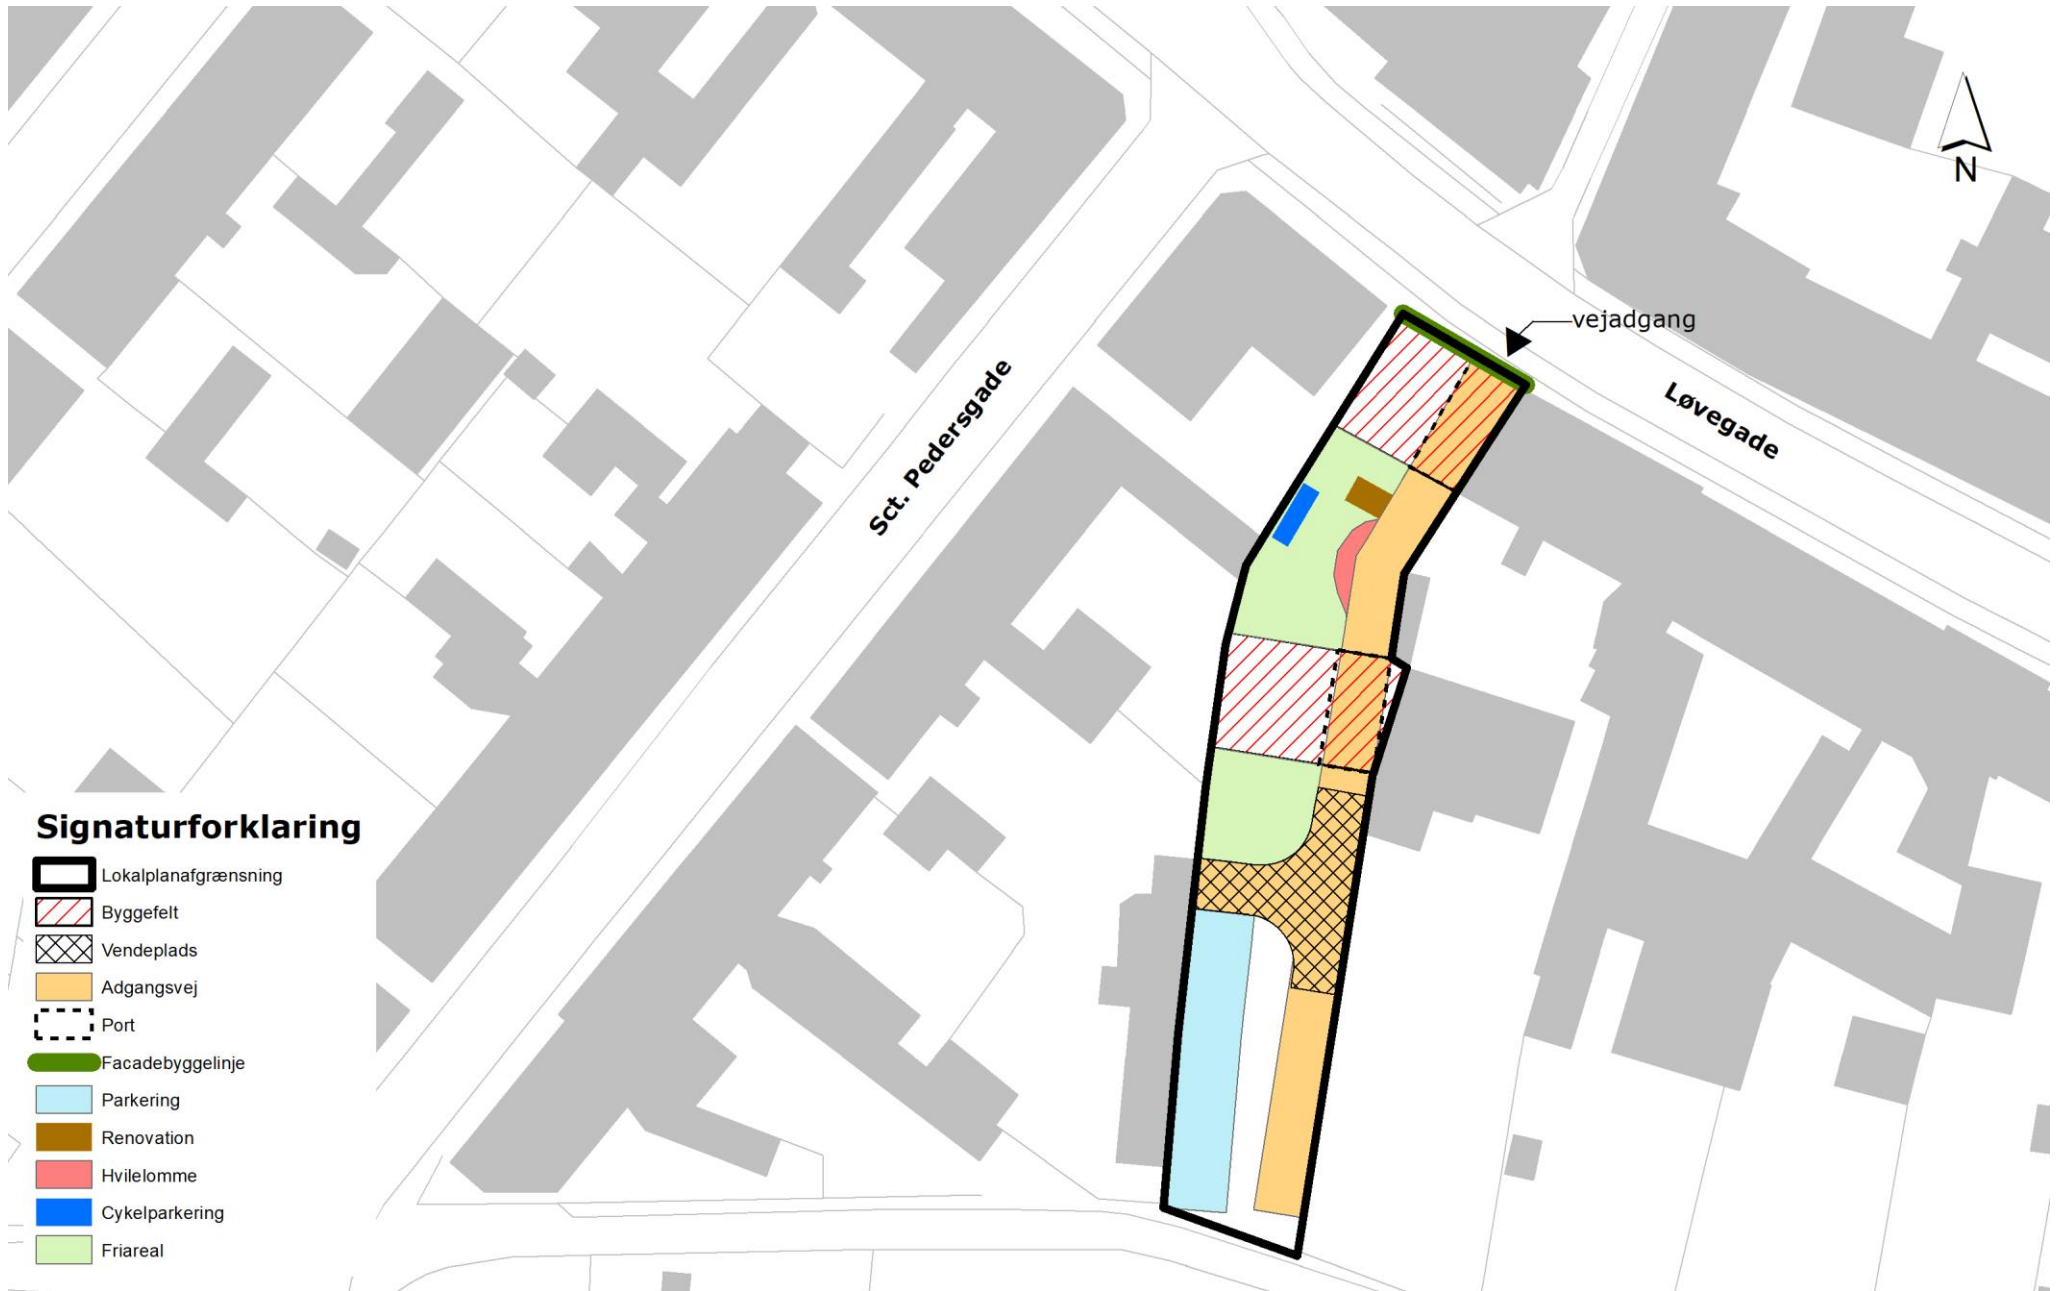 N
vejadgang
Løvegade
Sct. Pedersgade
Signaturforklaring
Lokalplanafgrænsning
Byggefelt
Vendeplads
Adgangsvej
Port
Facadebyggelinje
Parkering
Renovation
Hvilelomme
Cykelparkering
Friareal